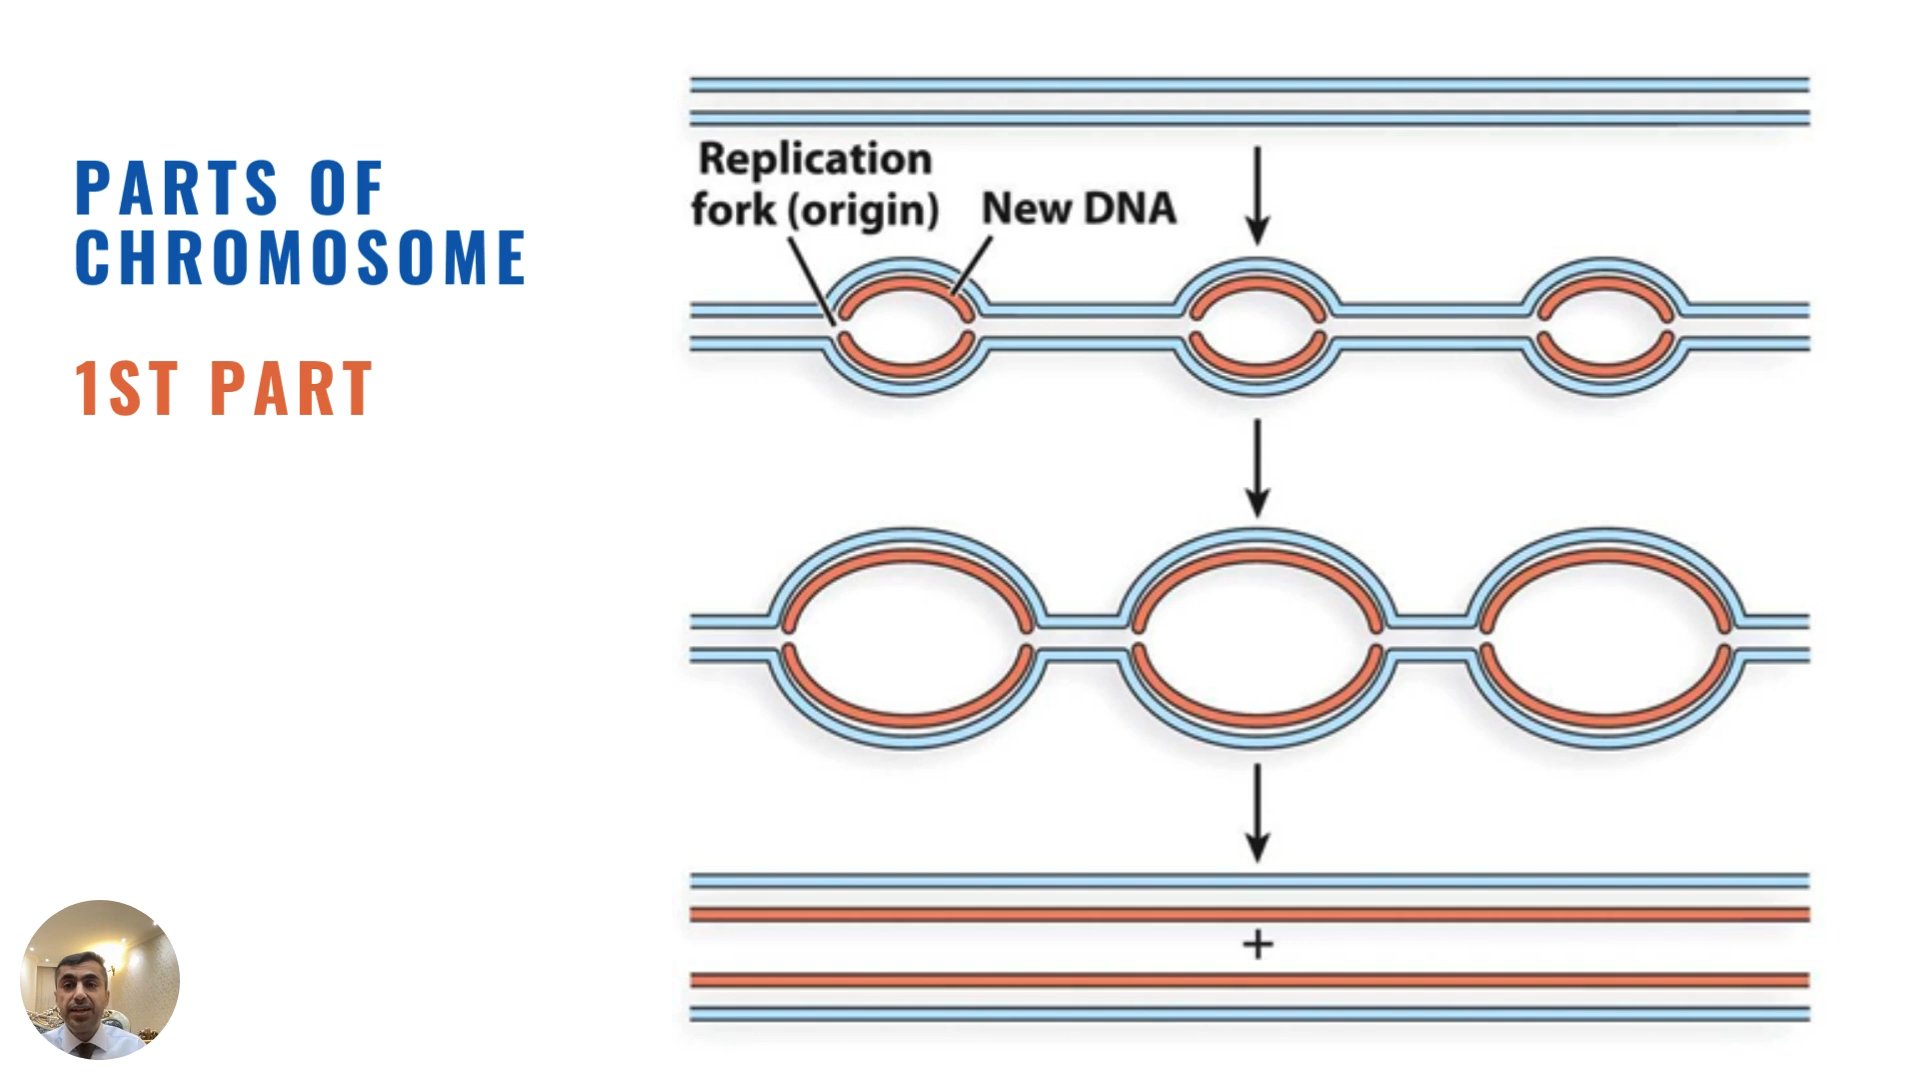 PARTS OF
CHROMOSOME
1ST PART
Replication
fork (origin)
New DNA
+